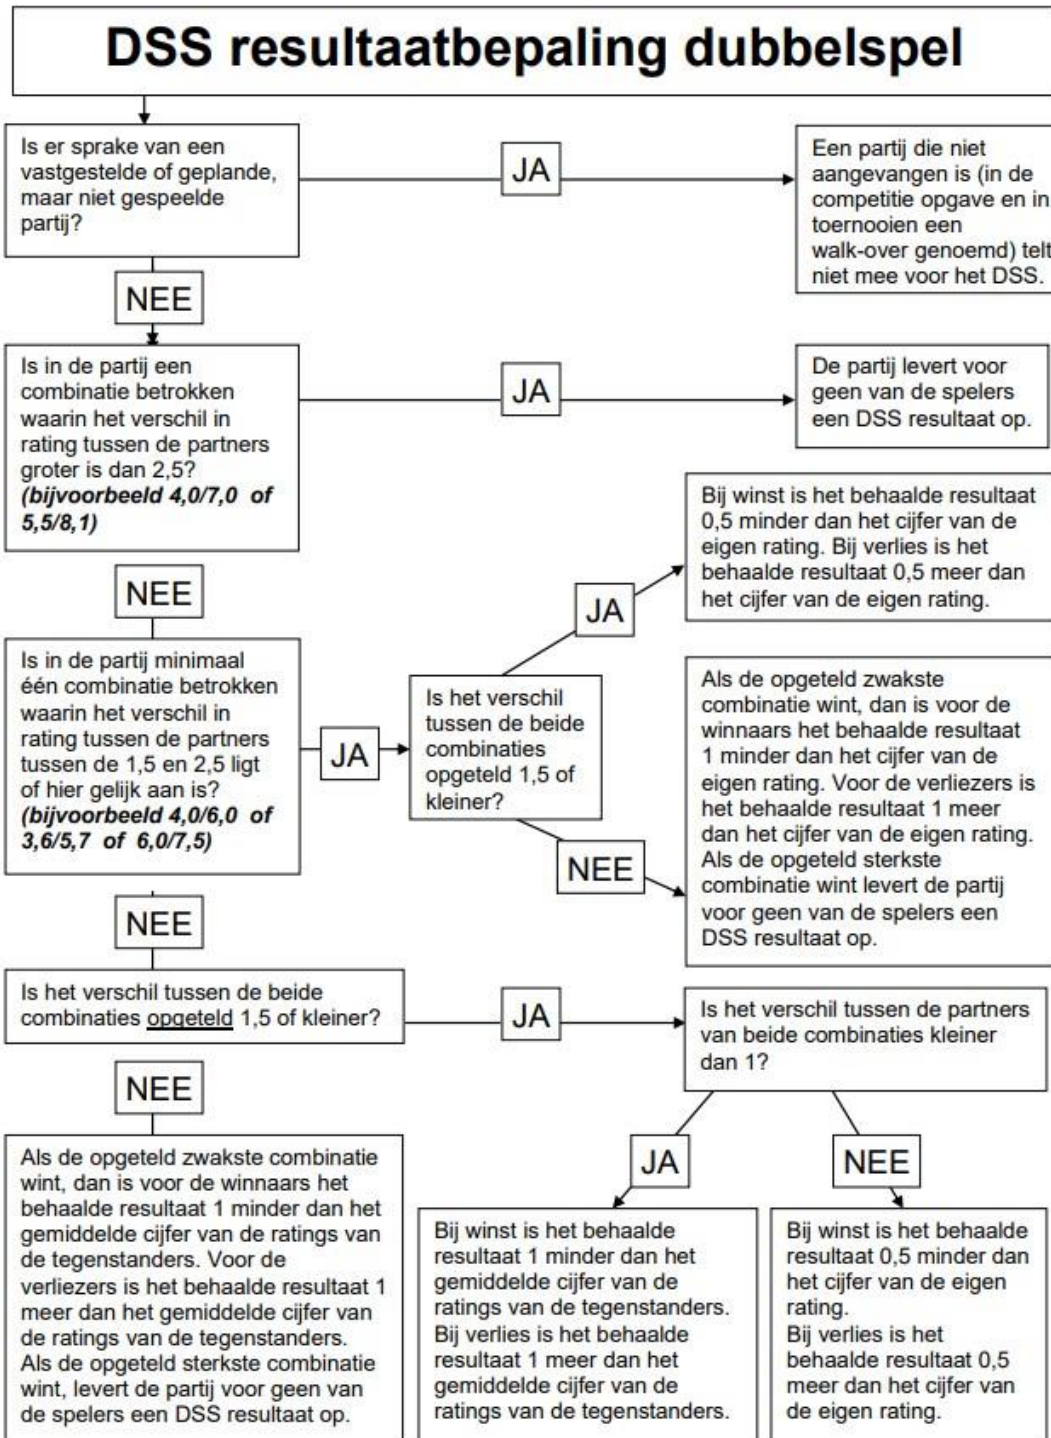 DSS resultaatbepaling dubbelspel
Is er sprake van een
vastgestelde of geplande,
maar niet gespeelde
partij?
JA
Een partij die niet
aangevangen is (in de
competitie opgave en in
toernooien een
walk-over genoemd) telt
niet mee voor het DSS.
NEE
Is in de partij een
combinatie betrokken
waarin het verschil in
rating tussen de partners
groter is dan 2,5?
(bijvoorbeeld 4,0/7,0 of
5,5/8,1)
JA
De partij levert voor
geen van de spelers
een DSS resultaat op.
NEE
Is in de partij minimaal
één combinatie betrokken
waarin het verschil in
rating tussen de partners
tussen de 1,5 en 2,5 ligt
of hier gelijk aan is?
(bijvoorbeeld 4,0/6,0 of
3,6/5,7 of 6,0/7,5)
JA
Is het verschil
tussen de beide
combinaties
opgeteld 1,5 of
kleiner?
JA
Bij winst is het behaalde resultaat
0,5 minder dan het cijfer van de
eigen rating. Bij verlies is het
behaalde resultaat 0,5 meer dan
het cijfer van de eigen rating.
NEE
Als de opgeteld zwakste
combinatie wint, dan is voor de
winnaars het behaalde resultaat
1 minder dan het cijfer van de
eigen rating. Voor de verliezers is
het behaalde resultaat 1 meer
dan het cijfer van de eigen rating.
Als de opgeteld sterkste
combinatie wint levert de partij
voor geen van de spelers een
DSS resultaat op.
NEE
Is het verschil tussen de beide
combinaties opgeteld 1,5 of kleiner?
JA
Is het verschil tussen de partners
van beide combinaties kleiner
dan 1?
NEE
Als de opgeteld zwakste combinatie
wint, dan is voor de winnaars het
behaalde resultaat 1 minder dan het
gemiddelde cijfer van de ratings van
de tegenstanders. Voor de
verliezers is het behaalde resultaat 1
meer dan het gemiddelde cijfer van
de ratings van de tegenstanders.
Als de opgeteld sterkste combinatie
wint, levert de partij voor geen van
de spelers een DSS resultaat op.
JA
Bij winst is het behaalde
resultaat 1 minder dan het
gemiddelde cijfer van de
ratings van de tegenstanders.
Bij verlies is het behaalde
resultaat 1 meer dan het
gemiddelde cijfer van de
ratings van de tegenstanders.
NEE
Bij winst is het behaalde
resultaat 0,5 minder dan
het cijfer van de eigen
rating.
Bij verlies is het
behaalde resultaat 0,5
meer dan het cijfer van
de eigen rating.